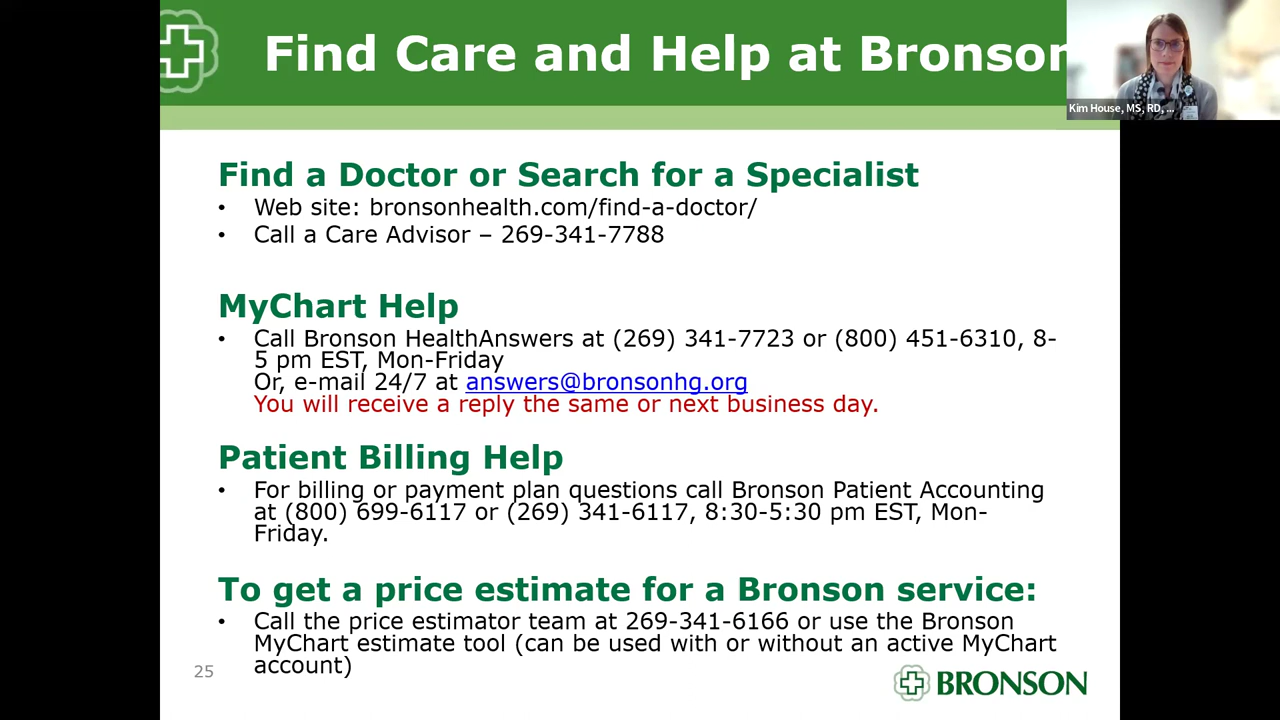 Find Care and Help at Bronson
Kim House, MS, RD, ...
Find a Doctor or Search for a Specialist
• Web site: bronsonhealth.com/find-a-doctor/
• Call a Care Advisor – 269-341-7788
MyChart Help
• Call Bronson HealthAnswers at (269) 341-7723 or (800) 451-6310, 8-
5 pm EST, Mon-Friday
Or, e-mail 24/7 at answers@bronsonhg.org
You will receive a reply the same or next business day.
Patient Billing Help
• For billing or payment plan questions call Bronson Patient Accounting
at (800) 699-6117 or (269) 341-6117, 8:30-5:30 pm EST, Mon-
Friday.
To get a price estimate for a Bronson service:
• Call the price estimator team at 269-341-6166 or use the Bronson
MyChart estimate tool (can be used with or without an active MyChart
account)
25
BRONSON